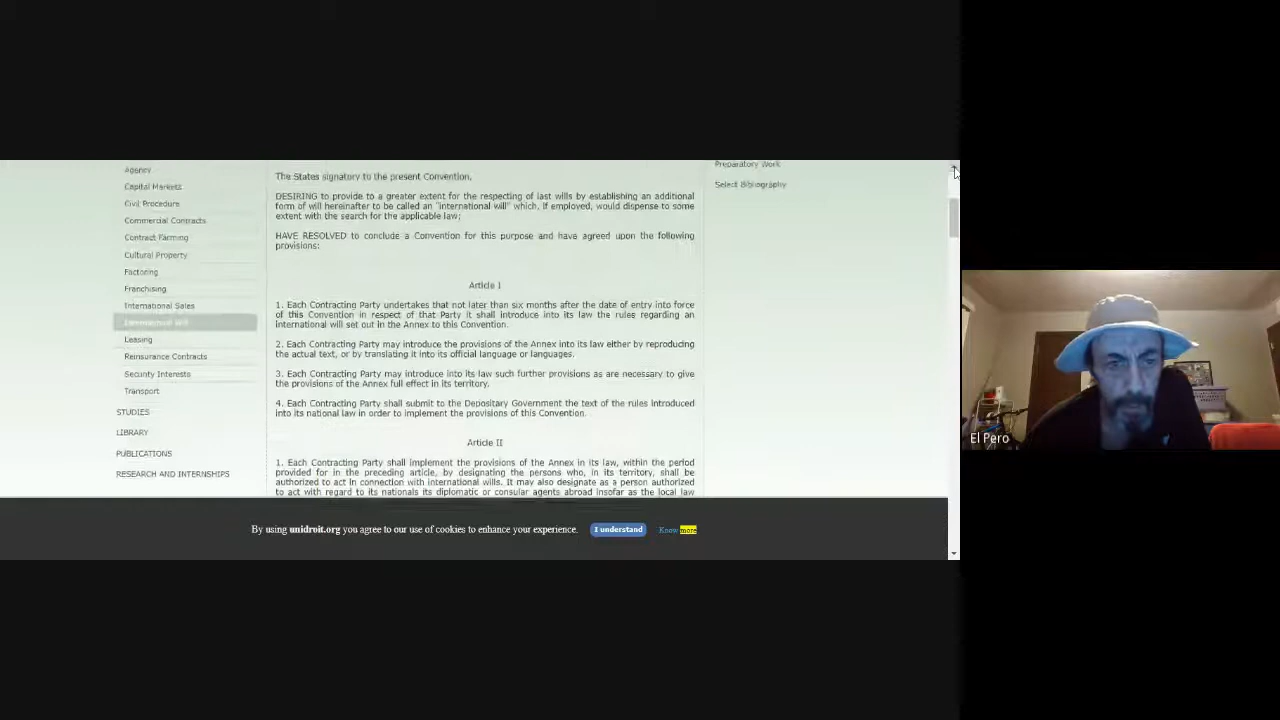 Agency
Capital Markets
Civil Procedure
Commercial Contracts
Contract Farming
Cultural Property
Factoring
Franchising
International Sales
International Will
Leasing
Reinsurance Contracts
Security Interests
Transport
STUDIES
LIBRARY
PUBLICATIONS
RESEARCH AND INTERNSHIPS
The States signatory to the present Convention,
DESIRING to provide to a greater extent for the respecting of last wills by establishing an additional
form of will hereinafter to be called an "international will" which, if employed, would dispense to some
extent with the search for the applicable law;
HAVE RESOLVED to conclude a Convention for this purpose and have agreed upon the following
provisions:
Article I
1. Each Contracting Party undertakes that not later than six months after the date of entry into force
of this Convention in respect of that Party it shall introduce into its law the rules regarding an
international will set out in the Annex to this Convention.
2. Each Contracting Party may introduce the provisions of the Annex into its law either by reproducing
the actual text, or by translating it into its official language or languages.
3. Each Contracting Party may introduce into its law such further provisions as are necessary to give
the provisions of the Annex full effect in its territory.
4. Each Contracting Party shall submit to the Depositary Government the text of the rules introduced
into its national law in order to implement the provisions of this Convention.
Article II
1. Each Contracting Party shall implement the provisions of the Annex in its law, within the period
provided for in the preceding article, by designating the persons who, in its territory, shall be
authorized to act in connection with international wills. It may also designate as a person authorized
to act with regard to its nationals its diplomatic or consular agents abroad insofar as the local law
Preparatory Work
Select Bibliography
By using unidroit.org you agree to our use of cookies to enhance your experience.
I understand
Know more
El Pero